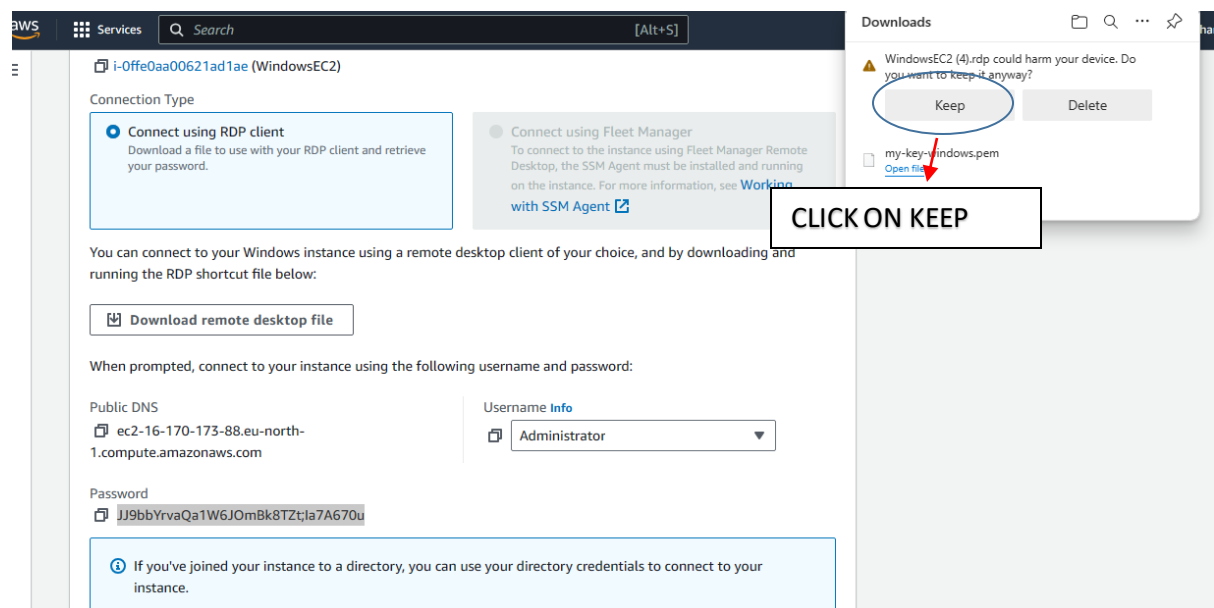 aws
Services
Search
[Alt+S]
i-0ffe0aa00621ad1ae (WindowsEC2)
Connection Type
Connect using RDP client
Download a file to use with your RDP client and retrieve
your password.
Connect using Fleet Manager
To connect to the instance using Fleet Manager Remote
Desktop, the SSM Agent must be installed and running
on the instance. For more information, see Working
with SSM Agent
You can connect to your Windows instance using a remote desktop client of your choice, and by downloading and
running the RDP shortcut file below:
Download remote desktop file
When prompted, connect to your instance using the following username and password:
Public DNS
ec2-16-170-173-88.eu-north-
1.compute.amazonaws.com
Username Info
Administrator
Password
JJ9bbYrvaQa1W6JOmBk8TZt;Ia7A670u
If you've joined your instance to a directory, you can use your directory credentials to connect to your
instance.
Downloads
WindowsEC2 (4).rdp could harm your device. Do
you want to keep it anyway?
Keep
Delete
my-key-windows.pem
Open file
CLICK ON KEEP